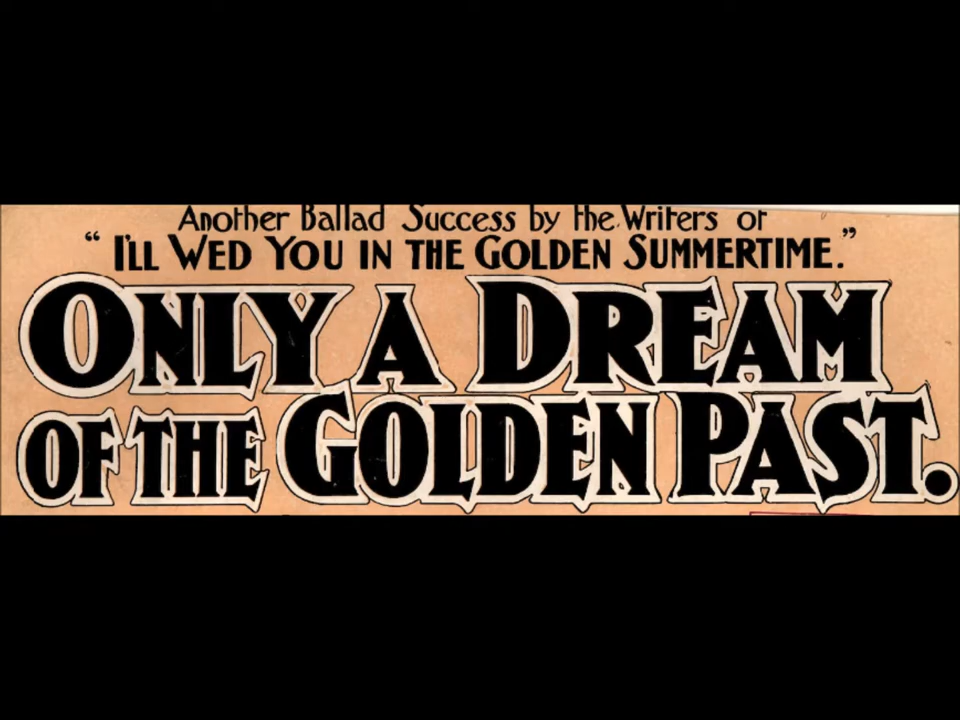 Another Ballad Success by the Writers of
"I'LL WED YOU IN THE GOLDEN SUMMERTIME."
ONLY A DREAM
OF THE GOLDEN PAST.